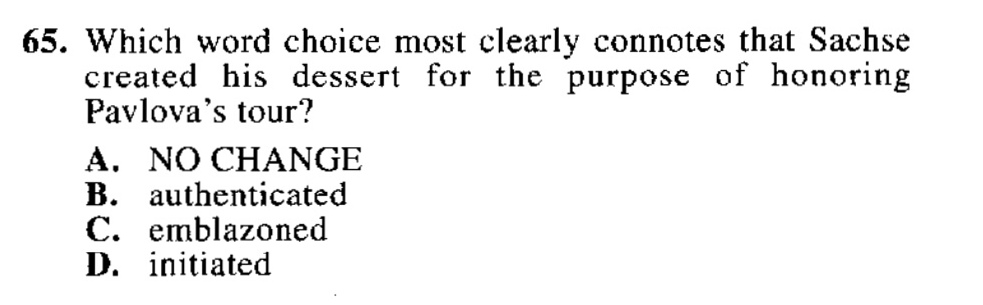 65. Which word choice most clearly connotes that Sachse
created his dessert for the purpose of honoring
Pavlova's tour?
A. NO CHANGE
B. authenticated
C. emblazoned
D. initiated